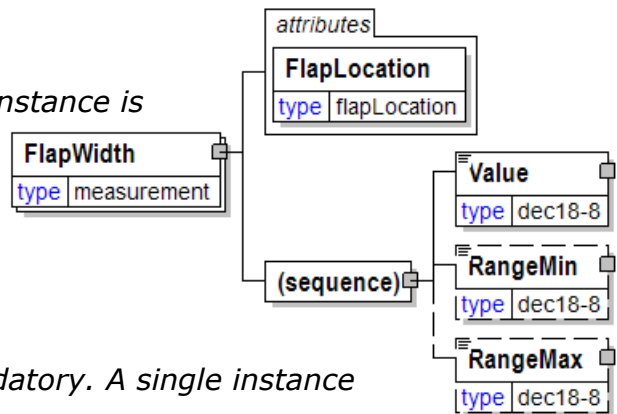 attributes
FlapLocation
type flapLocation
nstance is
FlapWidth
type measurement
Value
type dec18-8
(sequence)
RangeMin
type dec18-8
datory. A single instance
RangeMax
type dec18-8